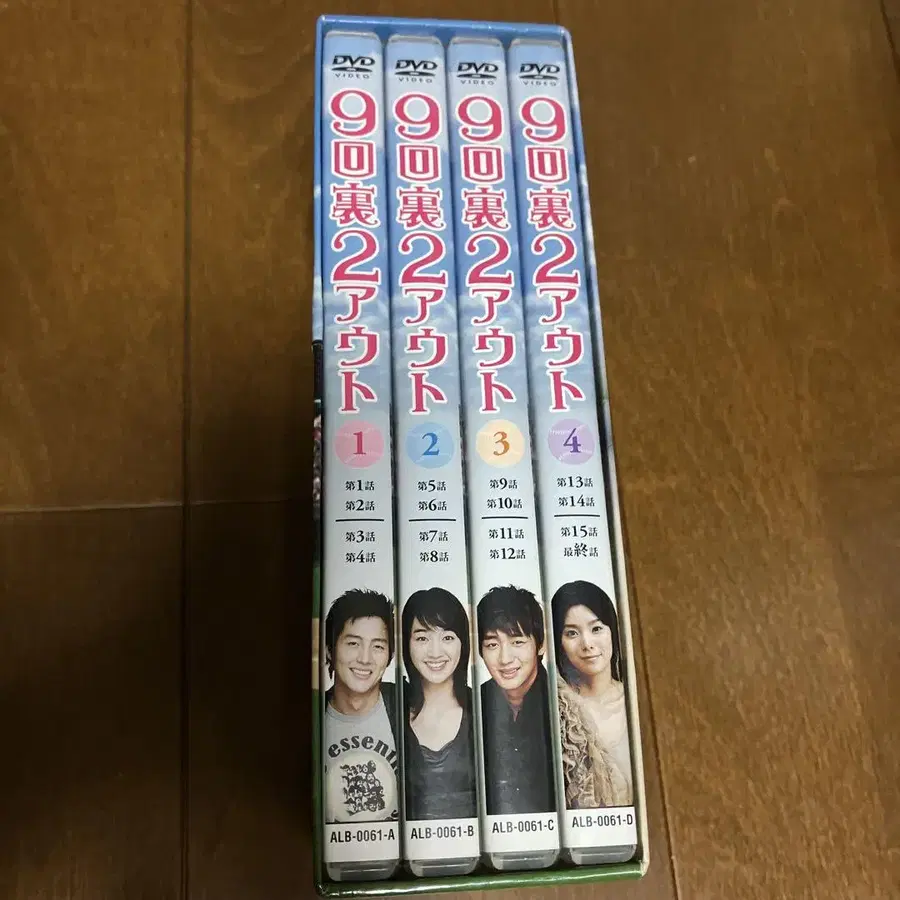 DVD
VIDEO
9回裏2アウト
1
第1話
第2話
第3話
第4話
essenn
ALB-0061-A
DVD
VIDEO
9回裏2アウト
2
第5話
第6話
第7話
第8話
ALB-0061-B
DVD
VIDEO
9回裏2アウト
3
第9話
第10話
第11話
第12話
ALB-0061-C
DVD
VIDEO
9回裏2アウト
4
第13話
第14話
第15話
最終話
ALB-0061-D